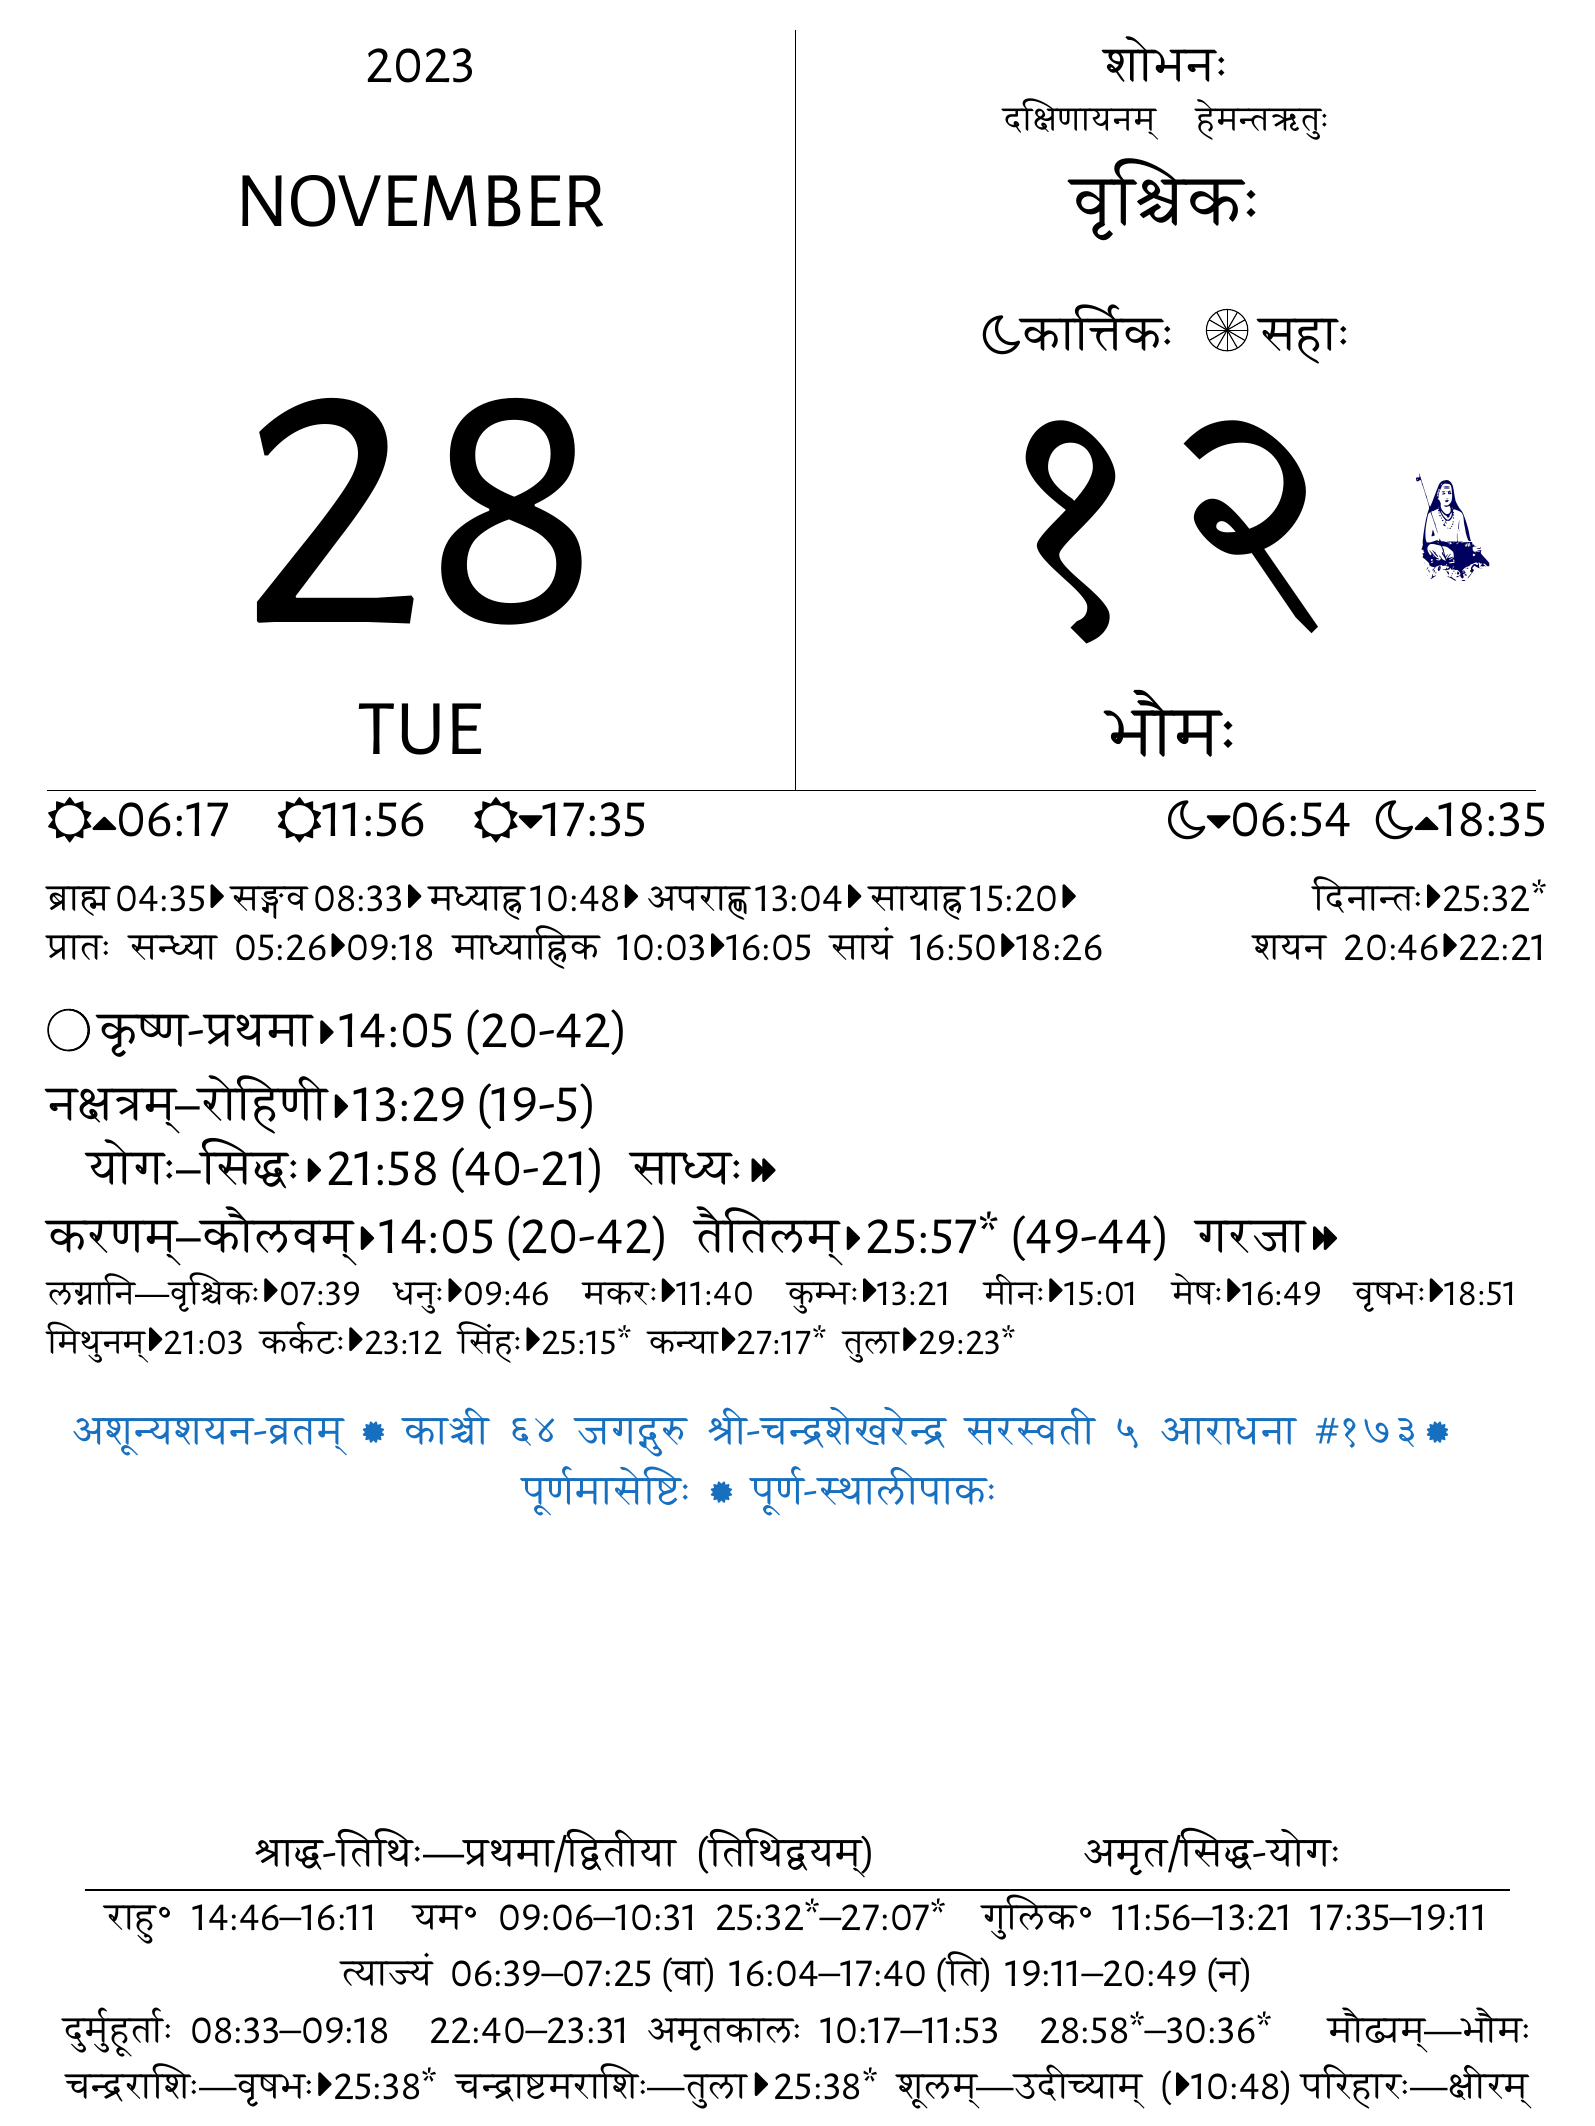 2023
NOVEMBER
28
TUE
शोभनः
दक्षिणायनम् हेमन्तऋतुः
वृश्चिकः
कार्त्तिकः सहाः
१२
भौमः
06:17 11:56 17:35 06:54 18:35
ब्राह्म 04:35 सङ्गव 08:33 मध्याह्न 10:48 अपराह्ण 13:04 सायाह्न 15:20 दिनान्तः 25:32*
प्रातः सन्ध्या 05:26 09:18 माध्याह्निक 10:03 16:05 सायं 16:50 18:26 शयन 20:46 22:21
कृष्ण-प्रथमा 14:05 (20-42)
नक्षत्रम्–रोहिणी 13:29 (19-5)
योगः–सिद्धः 21:58 (40-21) साध्यः
करणम्–कौलवम् 14:05 (20-42) तैतिलम् 25:57* (49-44) गरजा
लग्नानि—वृश्चिकः 07:39 धनुः 09:46 मकरः 11:40 कुम्भः 13:21 मीनः 15:01 मेषः 16:49 वृषभः 18:51
मिथुनम् 21:03 कर्कटः 23:12 सिंहः 25:15* कन्या 27:17* तुला 29:23*
अशून्यशयन-व्रतम् काञ्ची ६४ जगद्गुरु श्री-चन्द्रशेखरेन्द्र सरस्वती ५ आराधना #१७३
पूर्णमासेष्टिः पूर्ण-स्थालीपाकः
श्राद्ध-तिथिः—प्रथमा/द्वितीया (तिथिद्वयम्) अमृत/सिद्ध-योगः
राहु॰ 14:46–16:11 यम॰ 09:06–10:31 25:32*–27:07* गुलिक॰ 11:56–13:21 17:35–19:11
त्याज्यं 06:39–07:25 (वा) 16:04–17:40 (ति) 19:11–20:49 (न)
दुर्मुहूर्ताः 08:33–09:18 22:40–23:31 अमृतकालः 10:17–11:53 28:58*–30:36* मौढ्यम्—भौमः
चन्द्रराशिः—वृषभः 25:38* चन्द्राष्टमराशिः—तुला 25:38* शूलम्—उदीच्याम् (10:48) परिहारः—क्षीरम्